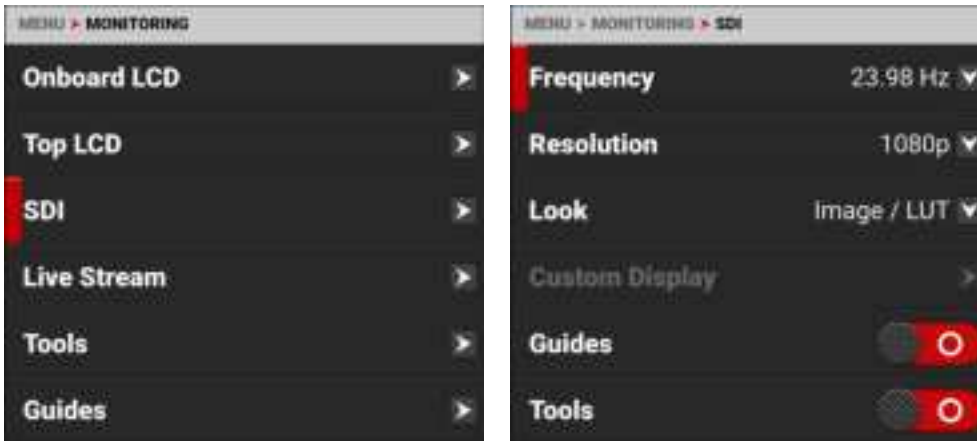 MENU > MONITORING
Onboard LCD
Top LCD
SDI
Live Stream
Tools
Guides
MENU > MONITORING > SDI
Frequency 23.98 Hz
Resolution 1080p
Look Image / LUT
Custom Display
Guides
Tools